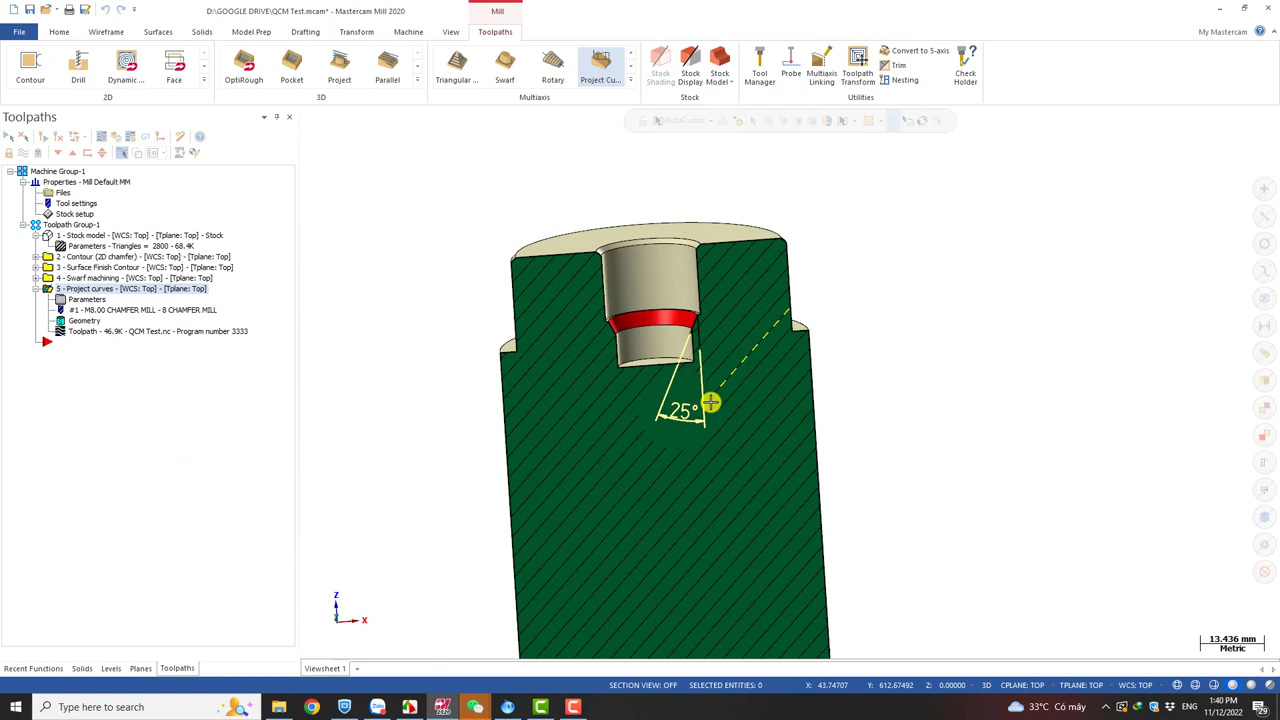 D:\GOOGLE DRIVE\QCM Test.mcam* - Mastercam Mill 2020
Mill
File Home Wireframe Surfaces Solids Model Prep Drafting Transform Machine View Toolpaths
My Mastercam
Contour Drill Dynamic ... Face
OptiRough Pocket Project Parallel
Triangular ... Swarf Rotary Project Cu...
Stock Shading Stock Display Stock Model
Tool Manager Probe Multiaxis Linking Toolpath Transform
Convert to 5-axis
Trim
Nesting
Check Holder
2D 3D Multiaxis Stock Utilities
Toolpaths
AutoCursor
Machine Group-1
Properties - Mill Default MM
Files
Tool settings
Stock setup
Toolpath Group-1
1 - Stock model - [WCS: Top] - [Tplane: Top] - Stock
Parameters - Triangles = 2800 - 68.4K
2 - Contour (2D chamfer) - [WCS: Top] - [Tplane: Top]
3 - Surface Finish Contour - [WCS: Top] - [Tplane: Top]
4 - Swarf machining - [WCS: Top] - [Tplane: Top]
5 - Project curves - [WCS: Top] - [Tplane: Top]
Parameters
#1 - M8.00 CHAMFER MILL - 8 CHAMFER MILL
Geometry
Toolpath - 46.9K - QCM Test.nc - Program number 3333
25°
Z
X
13.436 mm
Metric
Recent Functions Solids Levels Planes Toolpaths
Viewsheet 1 +
SECTION VIEW: OFF SELECTED ENTITIES: 0 X: 43.74707 Y: 612.67492 Z: 0.00000 3D CPLANE: TOP TPLANE: TOP WCS: TOP
Type here to search
33°C Có mây
ENG
1:40 PM
11/12/2022
29